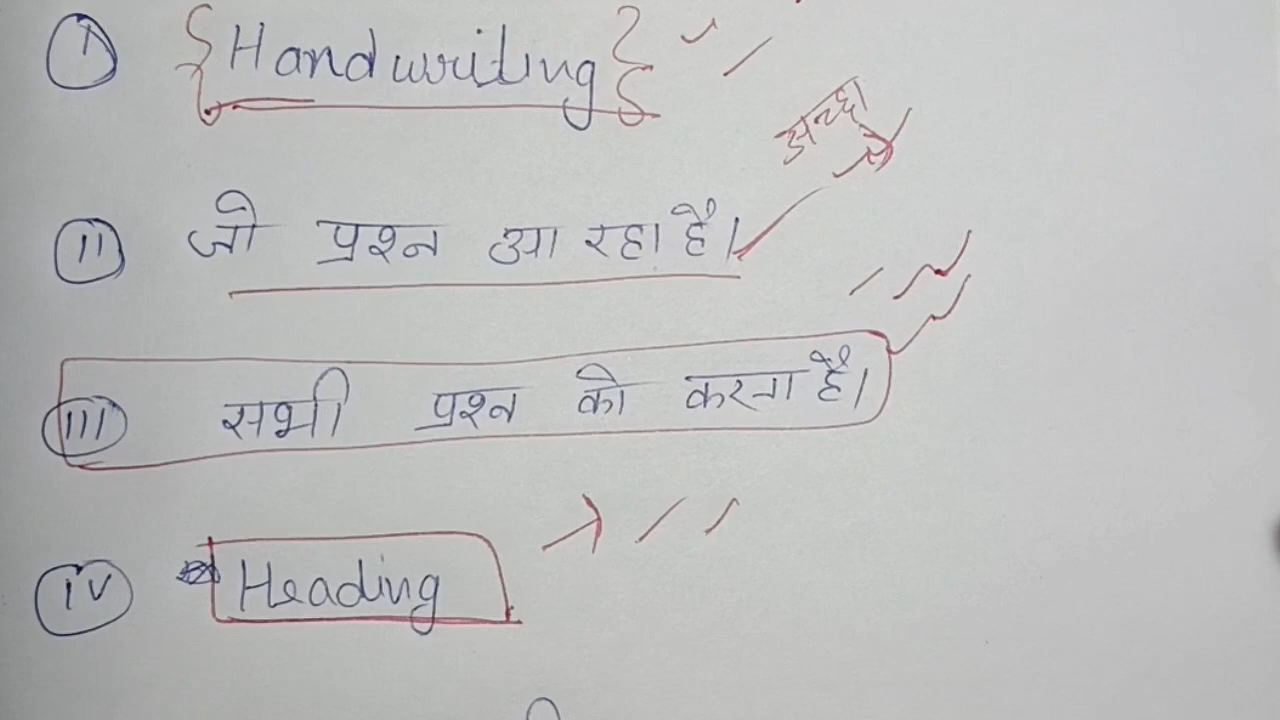 (i) {Handwriting}
अच्छा से
(ii) जो प्रश्न आ रहा है।
(iii) सभी प्रश्न को करना है।
(iv) Heading